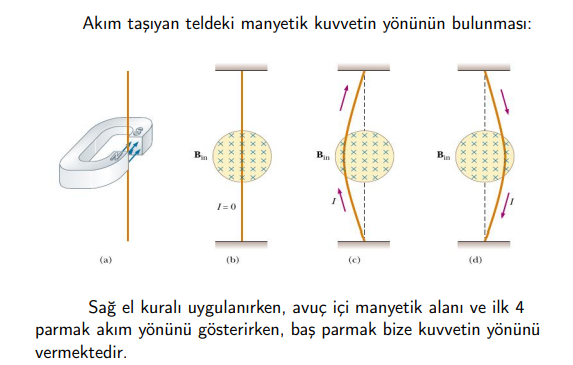 Akım taşıyan teldeki manyetik kuvvetin yönünün bulunması:
B_in
B_in
B_in
I = 0
I
I
(a)
(b)
(c)
(d)
Sağ el kuralı uygulanırken, avuç içi manyetik alanı ve ilk 4
parmak akım yönünü gösterirken, baş parmak bize kuvvetin yönünü
vermektedir.